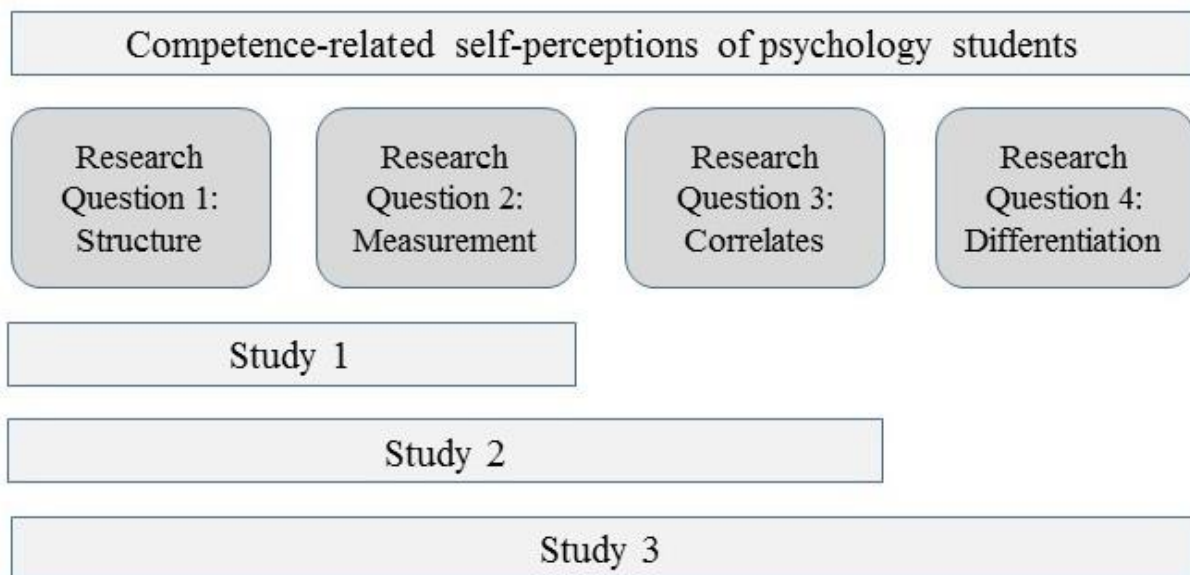 Competence-related self-perceptions of psychology students
Research
Question 1:
Structure
Research
Question 2:
Measurement
Research
Question 3:
Correlates
Research
Question 4:
Differentiation
Study 1
Study 2
Study 3